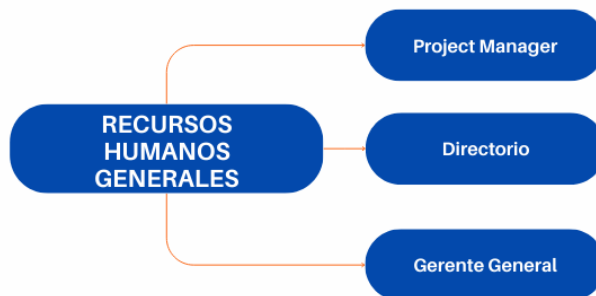 RECURSOS
HUMANOS
GENERALES
Project Manager
Directorio
Gerente General